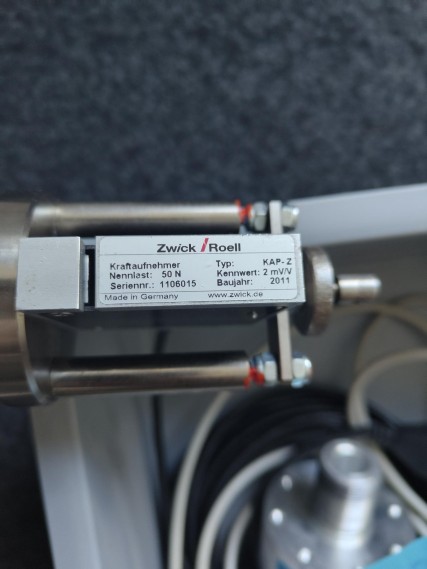 Zwick / Roell
Kraftaufnehmer Typ: KAP-Z
Nennlast: 50 N Kennwert: 2 mV/V
Seriennr.: 1106015 Baujahr: 2011
Made in Germany www.zwick.de